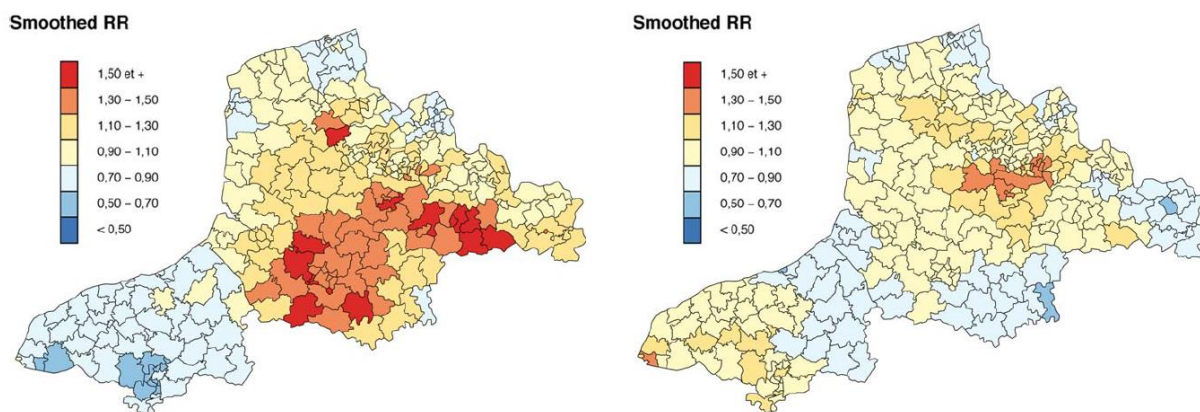 Smoothed RR
1,50 et +
1,30 – 1,50
1,10 – 1,30
0,90 – 1,10
0,70 – 0,90
0,50 – 0,70
< 0,50
Smoothed RR
1,50 et +
1,30 – 1,50
1,10 – 1,30
0,90 – 1,10
0,70 – 0,90
0,50 – 0,70
< 0,50